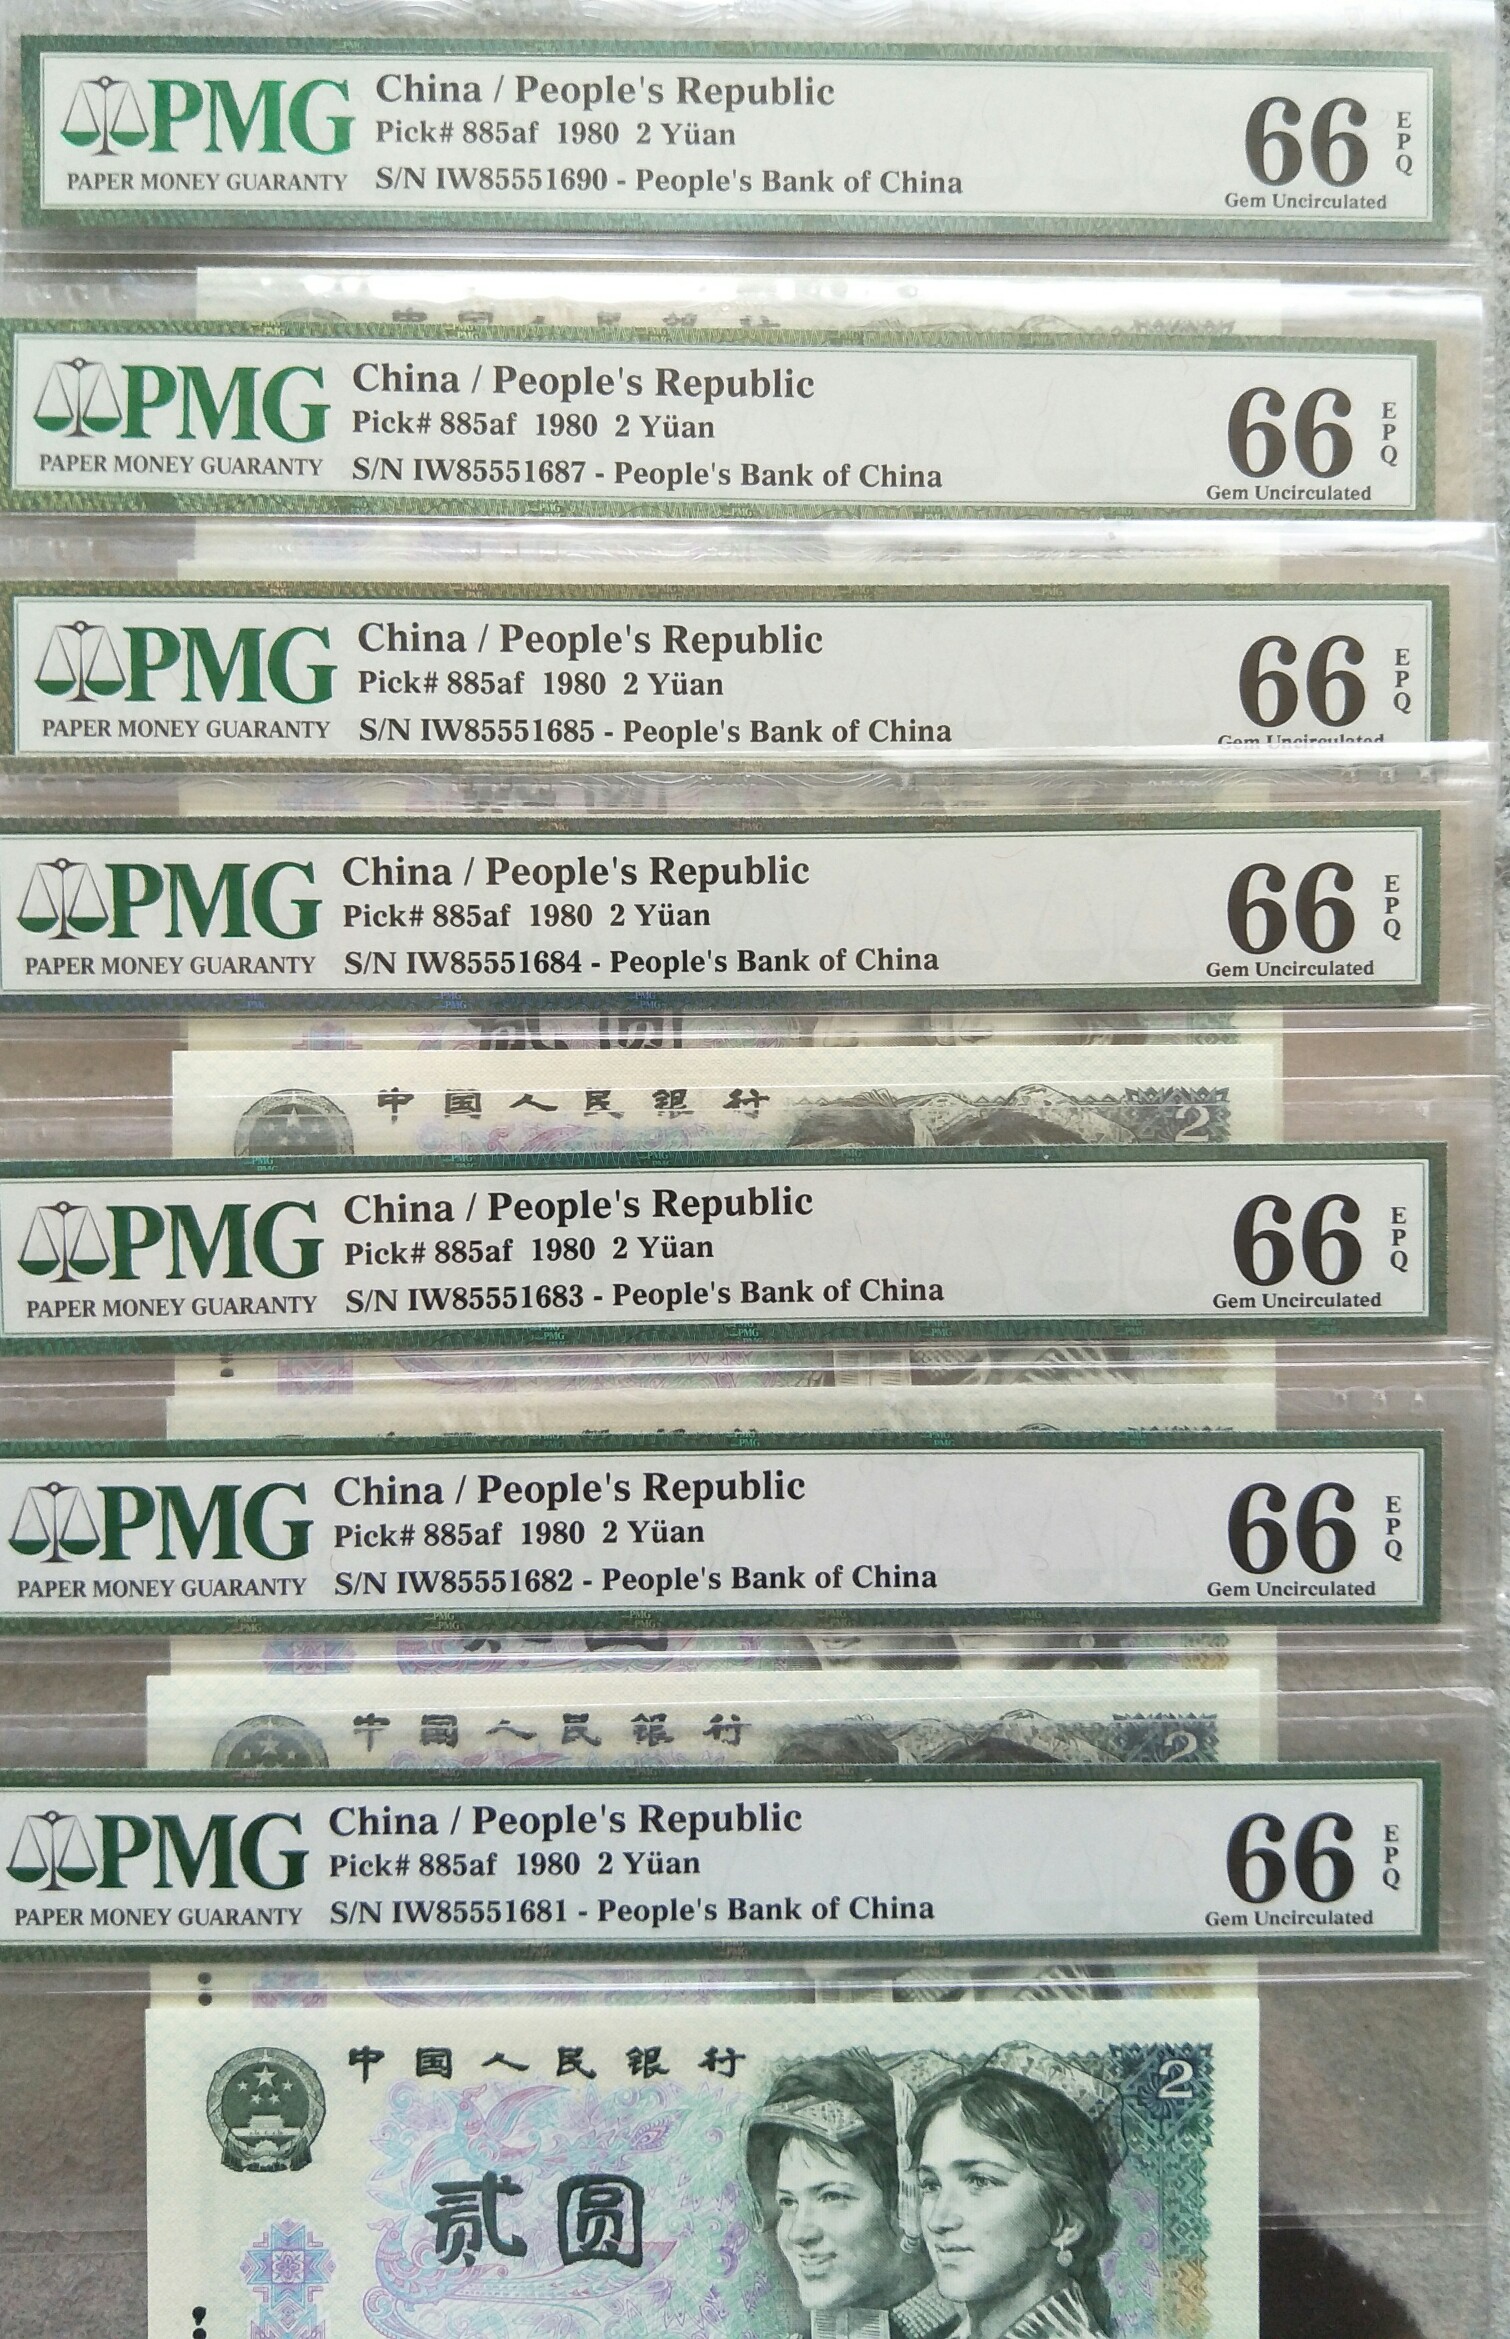 PMG
PAPER MONEY GUARANTY
China / People's Republic
Pick# 885af 1980 2 Yüan
S/N IW85551690 - People's Bank of China
66
EPQ
Gem Uncirculated
PMG
PAPER MONEY GUARANTY
China / People's Republic
Pick# 885af 1980 2 Yüan
S/N IW85551687 - People's Bank of China
66
EPQ
Gem Uncirculated
PMG
PAPER MONEY GUARANTY
China / People's Republic
Pick# 885af 1980 2 Yüan
S/N IW85551685 - People's Bank of China
66
EPQ
Gem Uncirculated
PMG
PAPER MONEY GUARANTY
China / People's Republic
Pick# 885af 1980 2 Yüan
S/N IW85551684 - People's Bank of China
66
EPQ
Gem Uncirculated
中国人民银行
2
PMG
PAPER MONEY GUARANTY
China / People's Republic
Pick# 885af 1980 2 Yüan
S/N IW85551683 - People's Bank of China
66
EPQ
Gem Uncirculated
PMG
PAPER MONEY GUARANTY
China / People's Republic
Pick# 885af 1980 2 Yüan
S/N IW85551682 - People's Bank of China
66
EPQ
Gem Uncirculated
中国人民银行
2
PMG
PAPER MONEY GUARANTY
China / People's Republic
Pick# 885af 1980 2 Yüan
S/N IW85551681 - People's Bank of China
66
EPQ
Gem Uncirculated
中国人民银行
2
贰圆